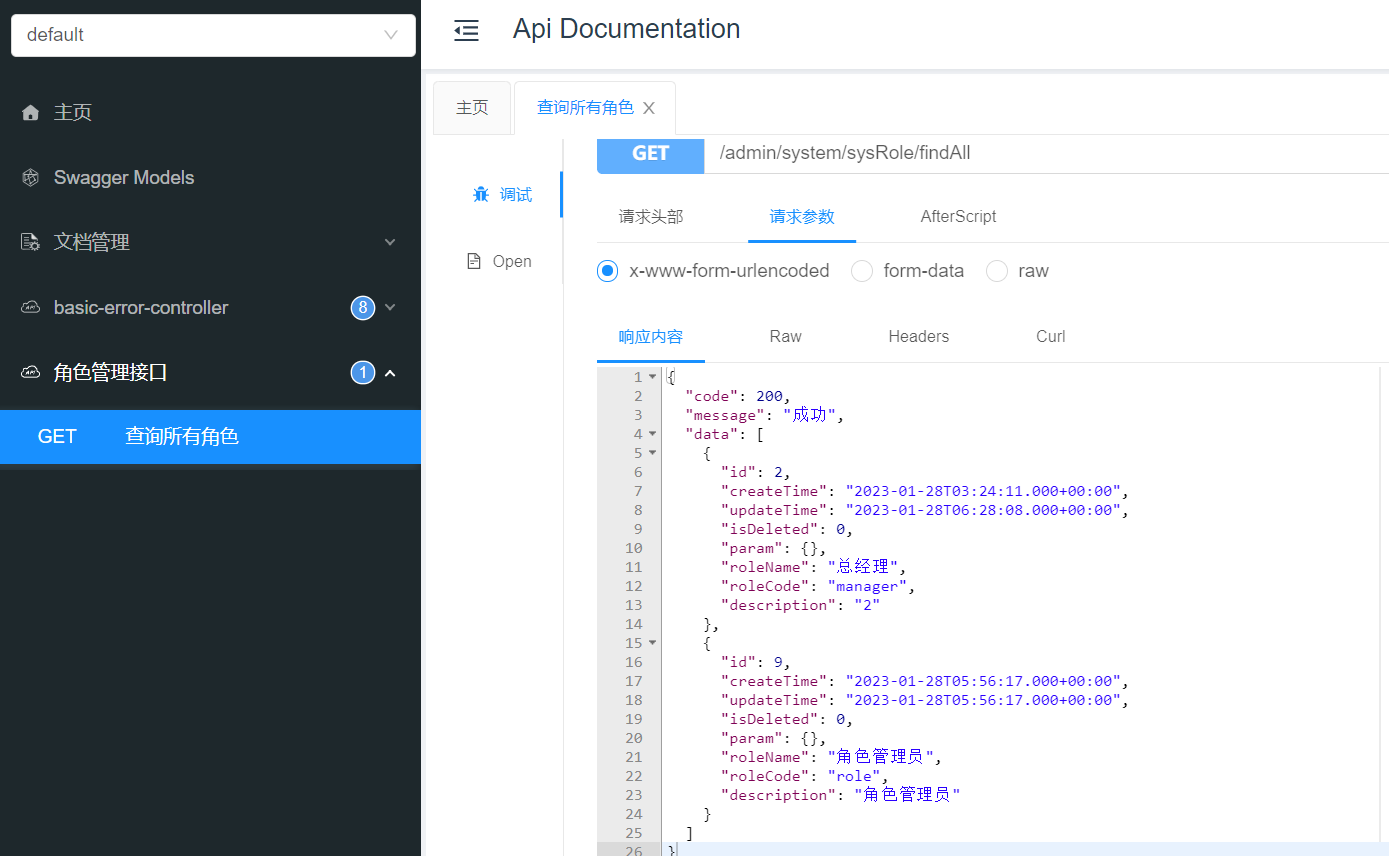 default
主页
Swagger Models
文档管理
basic-error-controller 8
角色管理接口 1
GET 查询所有角色
Api Documentation
主页 查询所有角色
调试
Open
GET /admin/system/sysRole/findAll
请求头部 请求参数 AfterScript
x-www-form-urlencoded form-data raw
响应内容 Raw Headers Curl
1 {
2 "code": 200,
3 "message": "成功",
4 "data": [
5 {
6 "id": 2,
7 "createTime": "2023-01-28T03:24:11.000+00:00",
8 "updateTime": "2023-01-28T06:28:08.000+00:00",
9 "isDeleted": 0,
10 "param": {},
11 "roleName": "总经理",
12 "roleCode": "manager",
13 "description": "2"
14 },
15 {
16 "id": 9,
17 "createTime": "2023-01-28T05:56:17.000+00:00",
18 "updateTime": "2023-01-28T05:56:17.000+00:00",
19 "isDeleted": 0,
20 "param": {},
21 "roleName": "角色管理员",
22 "roleCode": "role",
23 "description": "角色管理员"
24 }
25 ]
26 }